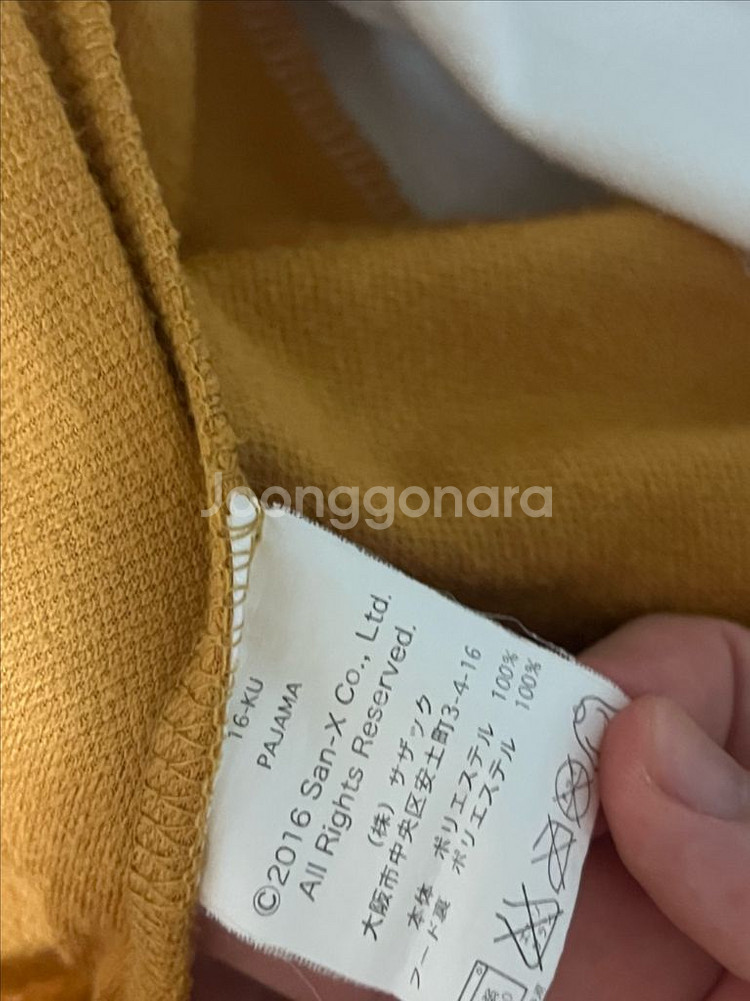 Joonggonara
16-KU
PAJAMA
©2016 San-X Co., Ltd.
All Rights Reserved.
(株) サザック
大阪市中央区安土町3-4-16
本体 ポリエステル 100%
フード裏 ポリエステル 100%